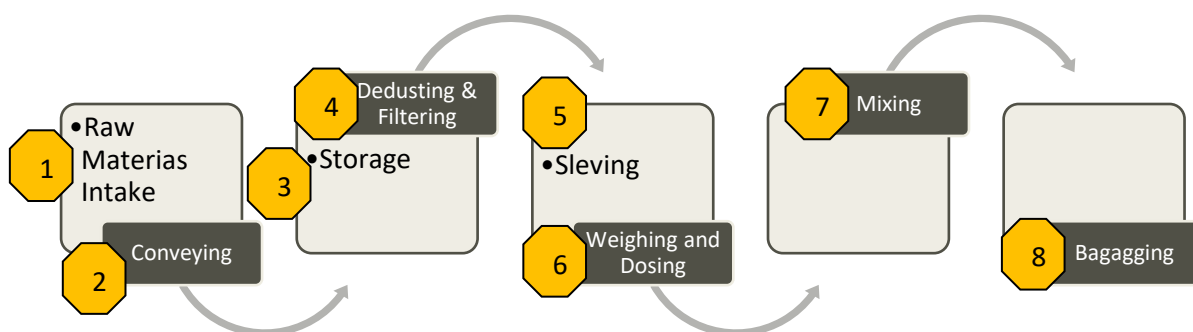 1
•Raw
Materias
Intake
2
Conveying
3
•Storage
4
Dedusting &
Filtering
5
•Sleving
6
Weighing and
Dosing
7
Mixing
8
Bagagging